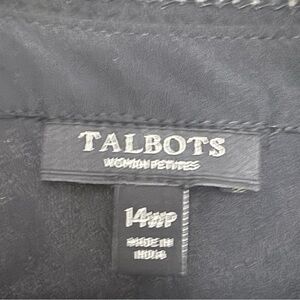 TALBOTS
WOMAN PETITES
14WP
MADE IN
INDIA